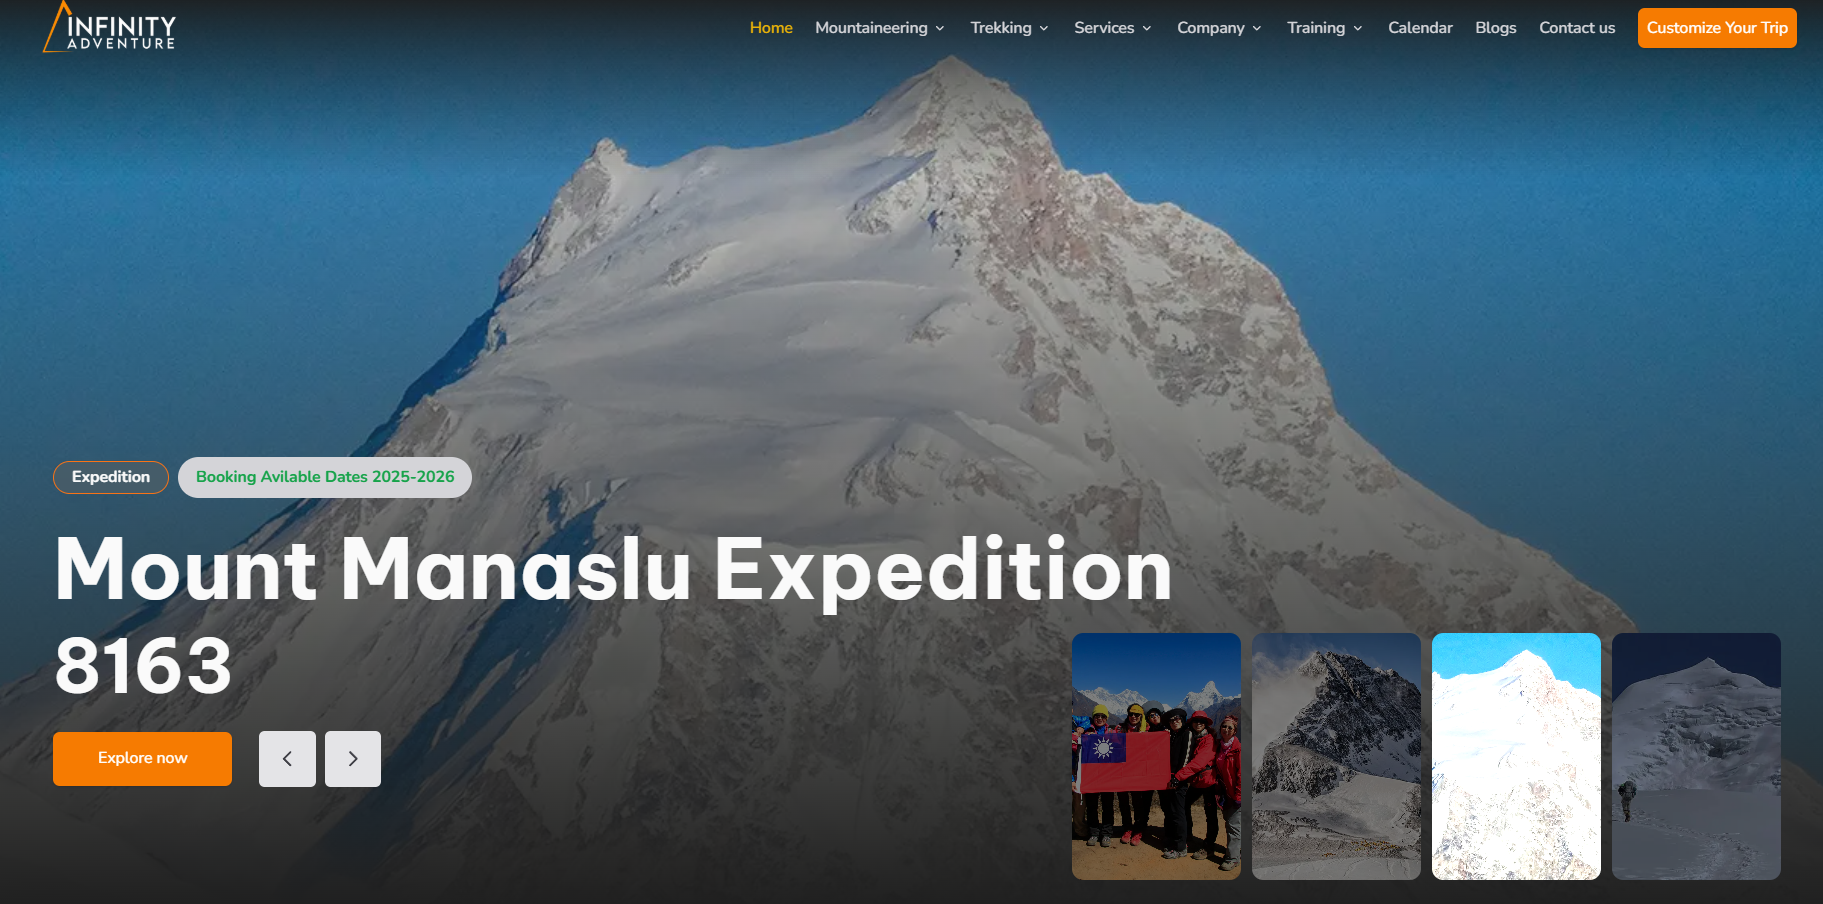 INFINITY
ADVENTURE
Home Mountaineering Trekking Services Company Training Calendar Blogs Contact us Customize Your Trip
Expedition Booking Avilable Dates 2025-2026
Mount Manaslu Expedition
8163
Explore now